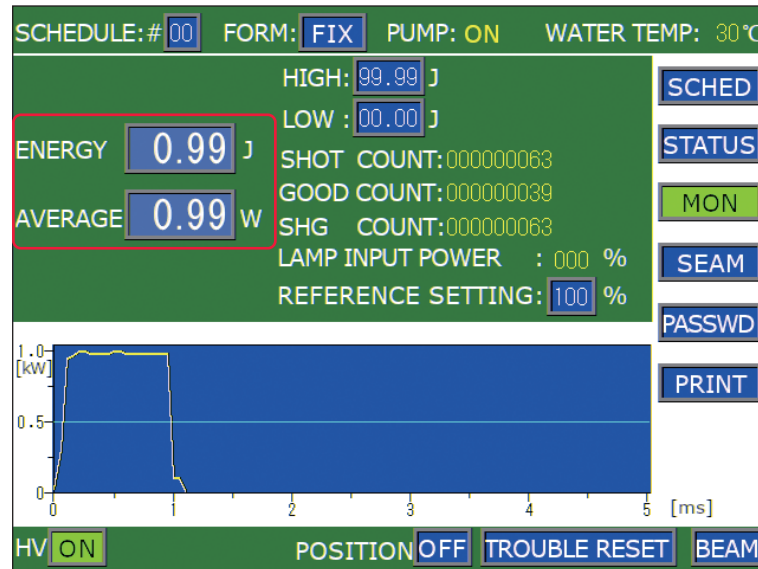 SCHEDULE:# 00 FORM: FIX PUMP: ON WATER TEMP: 30℃
HIGH: 99.99 J
LOW : 00.00 J
ENERGY 0.99 J
SHOT COUNT:000000063
GOOD COUNT:000000039
AVERAGE 0.99 W
SHG COUNT:000000063
LAMP INPUT POWER : 000 %
REFERENCE SETTING: 100 %
SCHED
STATUS
MON
SEAM
PASSWD
PRINT
1.0
[kW]
0.5
0
0 1 2 3 4 5 [ms]
HV ON POSITION OFF TROUBLE RESET BEAM